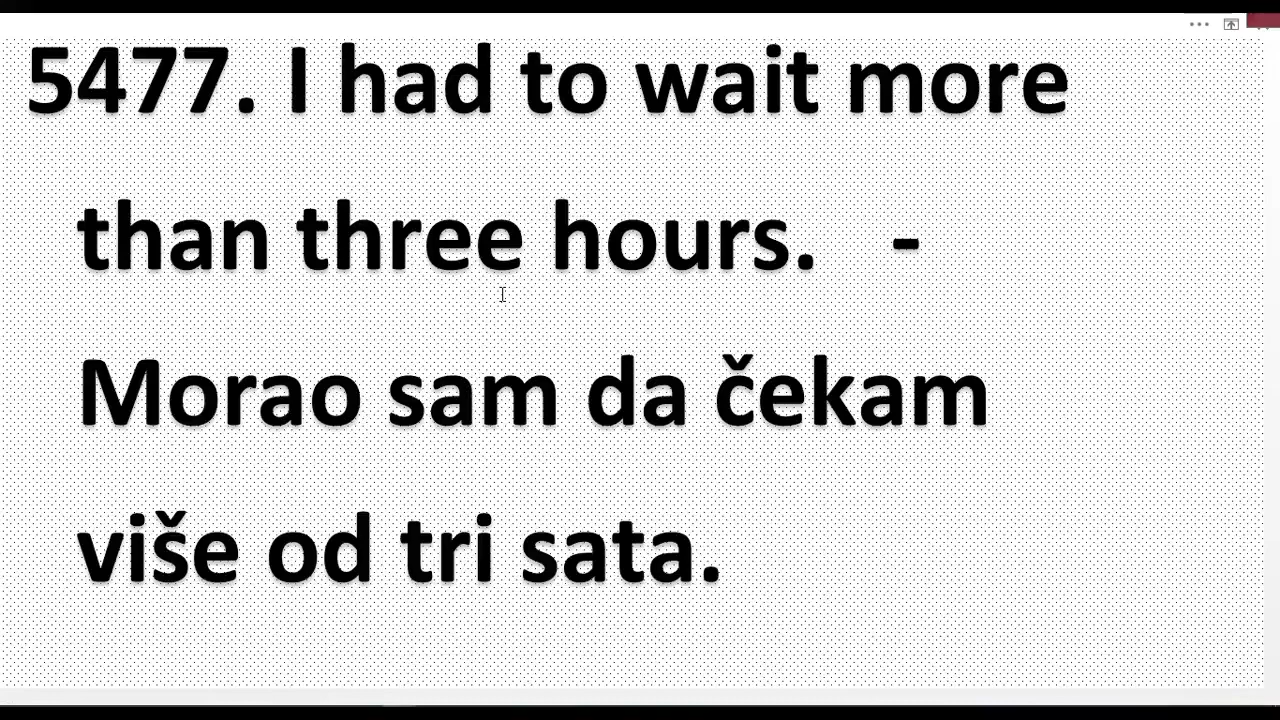 5477. I had to wait more
than three hours. -
Morao sam da čekam
više od tri sata.